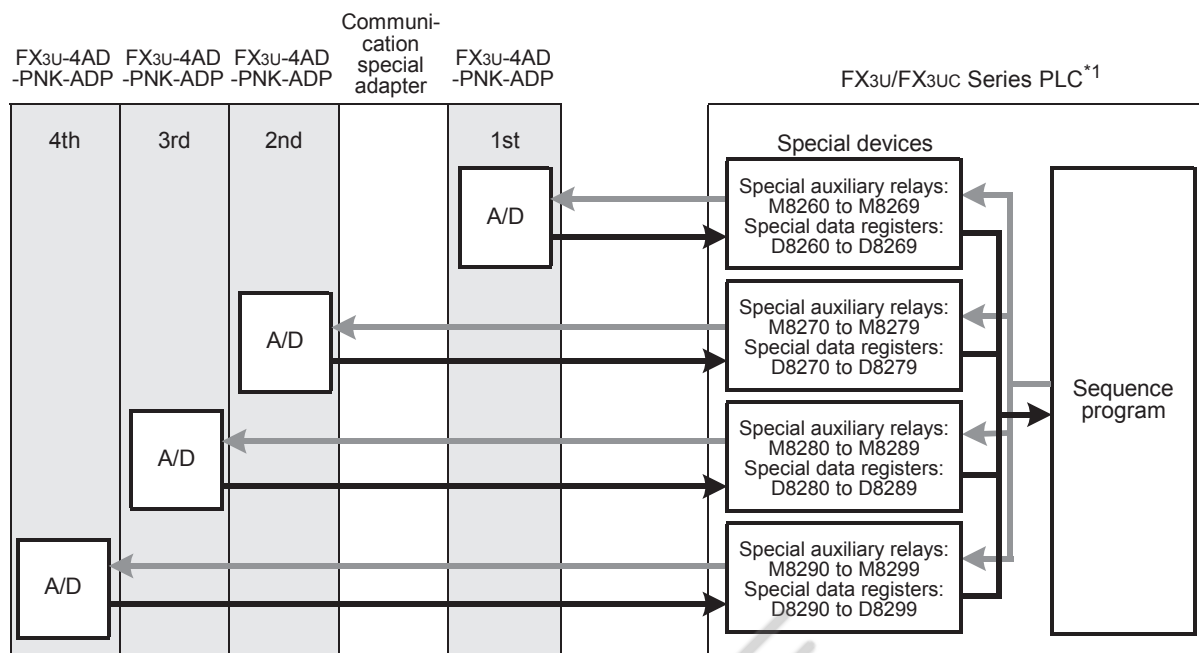 FX3U-4AD
-PNK-ADP
FX3U-4AD
-PNK-ADP
FX3U-4AD
-PNK-ADP
Communi-
cation
special
adapter
FX3U-4AD
-PNK-ADP
FX3U/FX3UC Series PLC*1
4th
3rd
2nd
1st
Special devices
A/D
Special auxiliary relays:
M8260 to M8269
Special data registers:
D8260 to D8269
A/D
Special auxiliary relays:
M8270 to M8279
Special data registers:
D8270 to D8279
Sequence
program
A/D
Special auxiliary relays:
M8280 to M8289
Special data registers:
D8280 to D8289
A/D
Special auxiliary relays:
M8290 to M8299
Special data registers:
D8290 to D8299